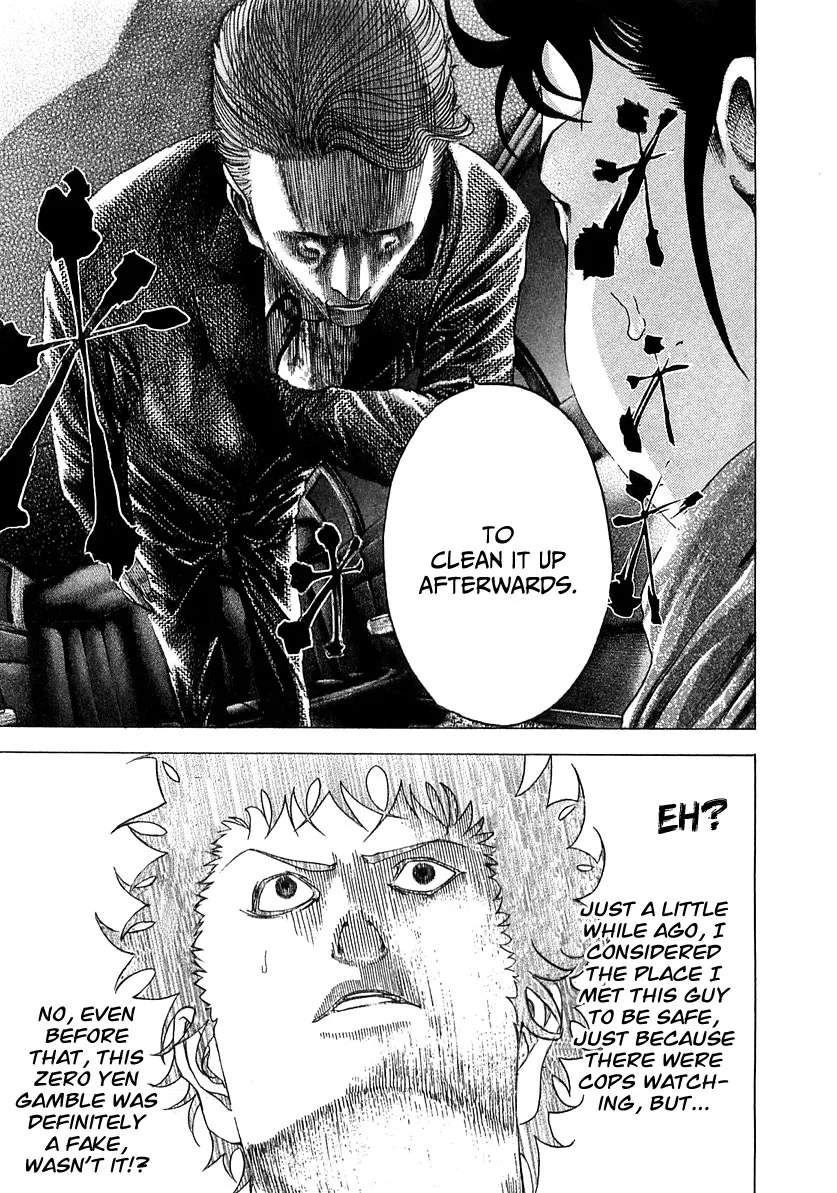 TO
CLEAN IT UP
AFTERWARDS.
EH?
JUST A LITTLE
WHILE AGO, I
CONSIDERED
THE PLACE I
MET THIS GUY
TO BE SAFE,
JUST BECAUSE
THERE WERE
COPS WATCH-
ING, BUT...
NO, EVEN
BEFORE
THAT, THIS
ZERO YEN
GAMBLE WAS
DEFINITELY
A FAKE,
WASN'T IT!?